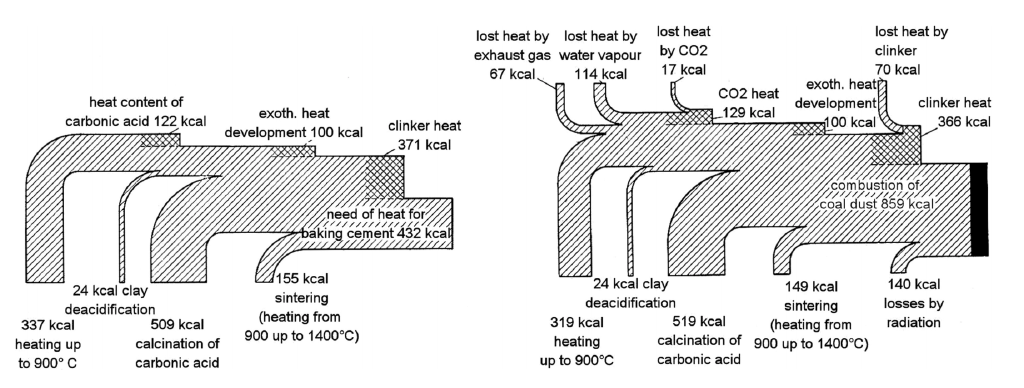 heat content of
carbonic acid 122 kcal
exoth. heat
development 100 kcal
clinker heat
371 kcal
need of heat for
baking cement 432 kcal
24 kcal clay
deacidification
155 kcal
sintering
(heating from
900 up to 1400°C)
337 kcal
heating up
to 900° C
509 kcal
calcination of
carbonic acid
lost heat by
exhaust gas
67 kcal
lost heat by
water vapour
114 kcal
lost heat
by CO2
17 kcal
lost heat by
clinker
70 kcal
CO2 heat
129 kcal
exoth. heat
development
100 kcal
clinker heat
366 kcal
combustion of
coal dust 859 kcal
24 kcal clay
deacidification
149 kcal
sintering
(heating from
900 up to 1400°C)
140 kcal
losses by
radiation
319 kcal
heating
up to 900°C
519 kcal
calcination of
carbonic acid